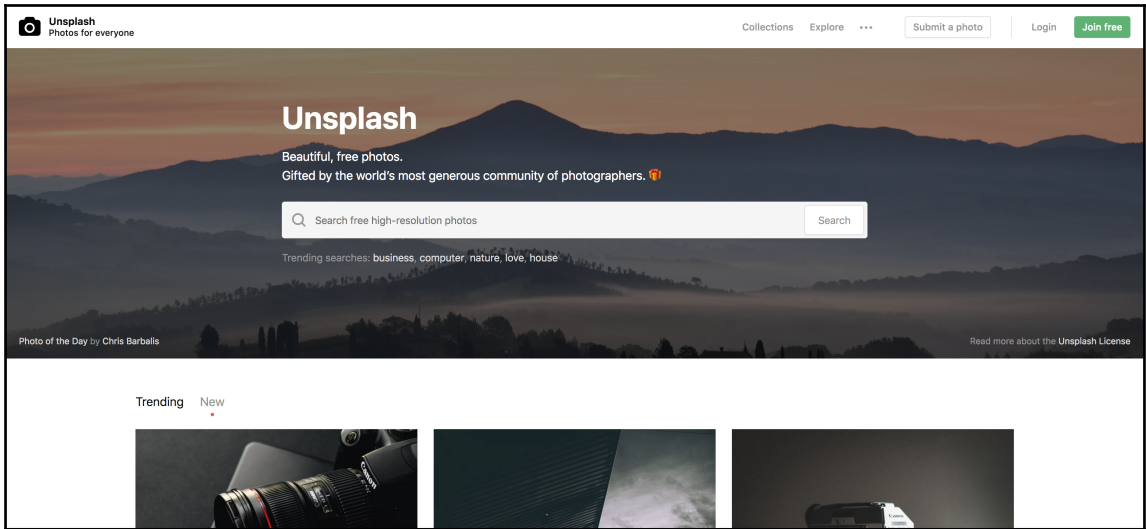 Unsplash
Photos for everyone
Collections Explore ••• Submit a photo Login Join free
Unsplash
Beautiful, free photos.
Gifted by the world's most generous community of photographers. 🎁
Search free high-resolution photos Search
Trending searches: business, computer, nature, love, house
Photo of the Day by Chris Barbalis Read more about the Unsplash License
Trending New
Canon
Canon